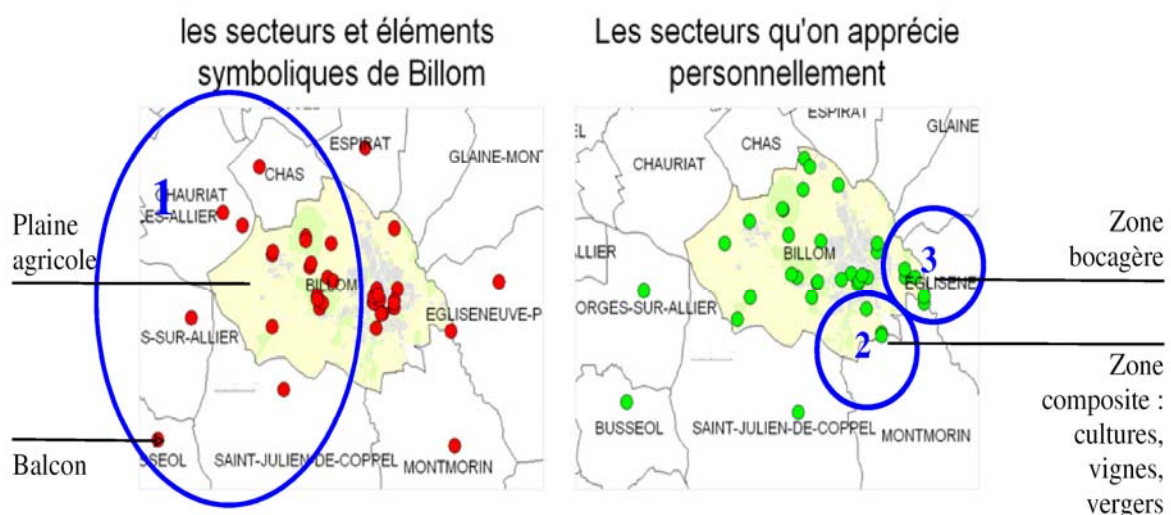 les secteurs et éléments
symboliques de Billom
Les secteurs qu'on apprécie
personnellement
ESPIRAT
CHAS
GLAINE-MONT
CHAURIAT
LES-ALLIER
1
Plaine
agricole
BILLOM
EGLISENEUVE-P
S-SUR-ALLIER
Balcon
SSEOL
SAINT-JULIEN-DE-COPPEL
MONTMORIN
ESPIRAT
GLAINE
EL
CHAS
CHAURIAT
ALLIER
BILLOM
3
EGLISENE
ORGES-SUR-ALLIER
2
BUSSEOL
SAINT-JULIEN-DE-COPPEL
MONTMORIN
Zone
bocagère
Zone
composite :
cultures,
vignes,
vergers